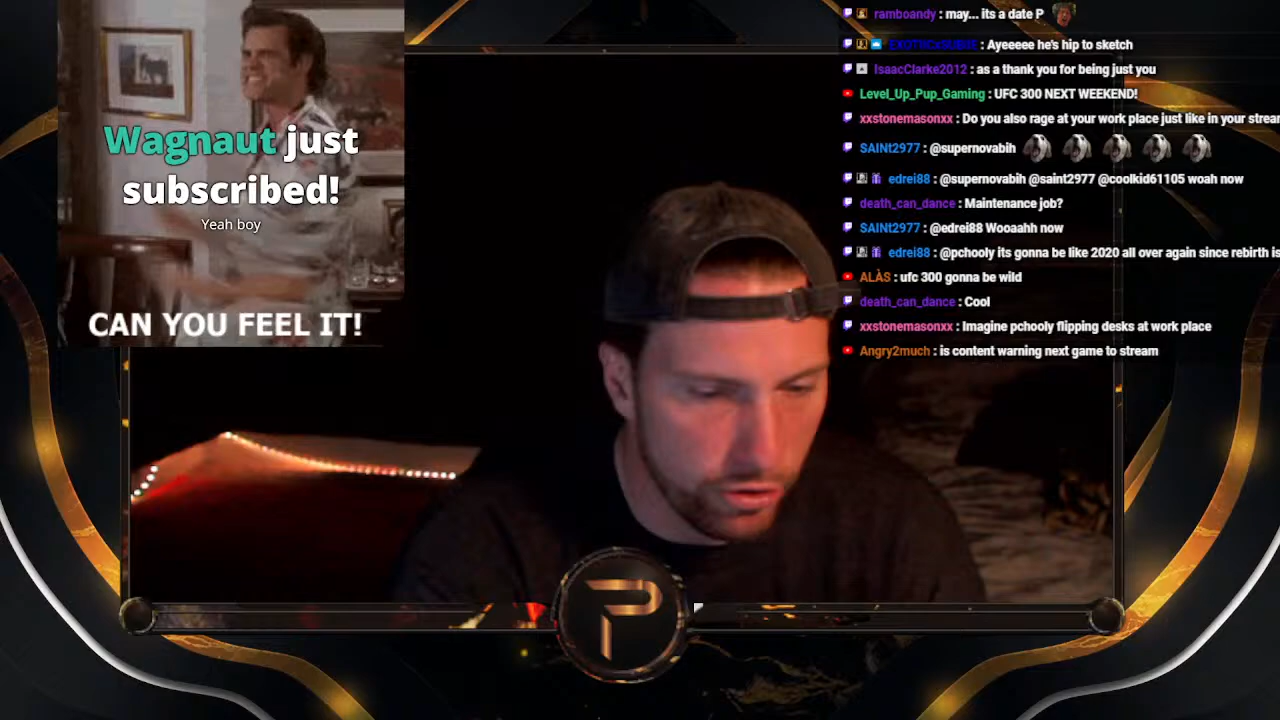 Wagnaut just
subscribed!
Yeah boy
CAN YOU FEEL IT!
ramboandy : may... its a date P
EXOTICxSUBIE : Ayeeeee he's hip to sketch
IsaacClarke2012 : as a thank you for being just you
Level_Up_Pup_Gaming : UFC 300 NEXT WEEKEND!
xxstonemasonxx : Do you also rage at your work place just like in your
SAINt2977 : @supernovabih
edrei88 : @supernovabih @saint2977 @coolkid61105 woah now
death_can_dance : Maintenance job?
SAINt2977 : @edrei88 Wooaahh now
edrei88 : @pchooly its gonna be like 2020 all over again since rebirth is
ALÀS : ufc 300 gonna be wild
death_can_dance : Cool
xxstonemasonxx : Imagine pchooly flipping desks at work place
Angry2much : is content warning next game to stream
P